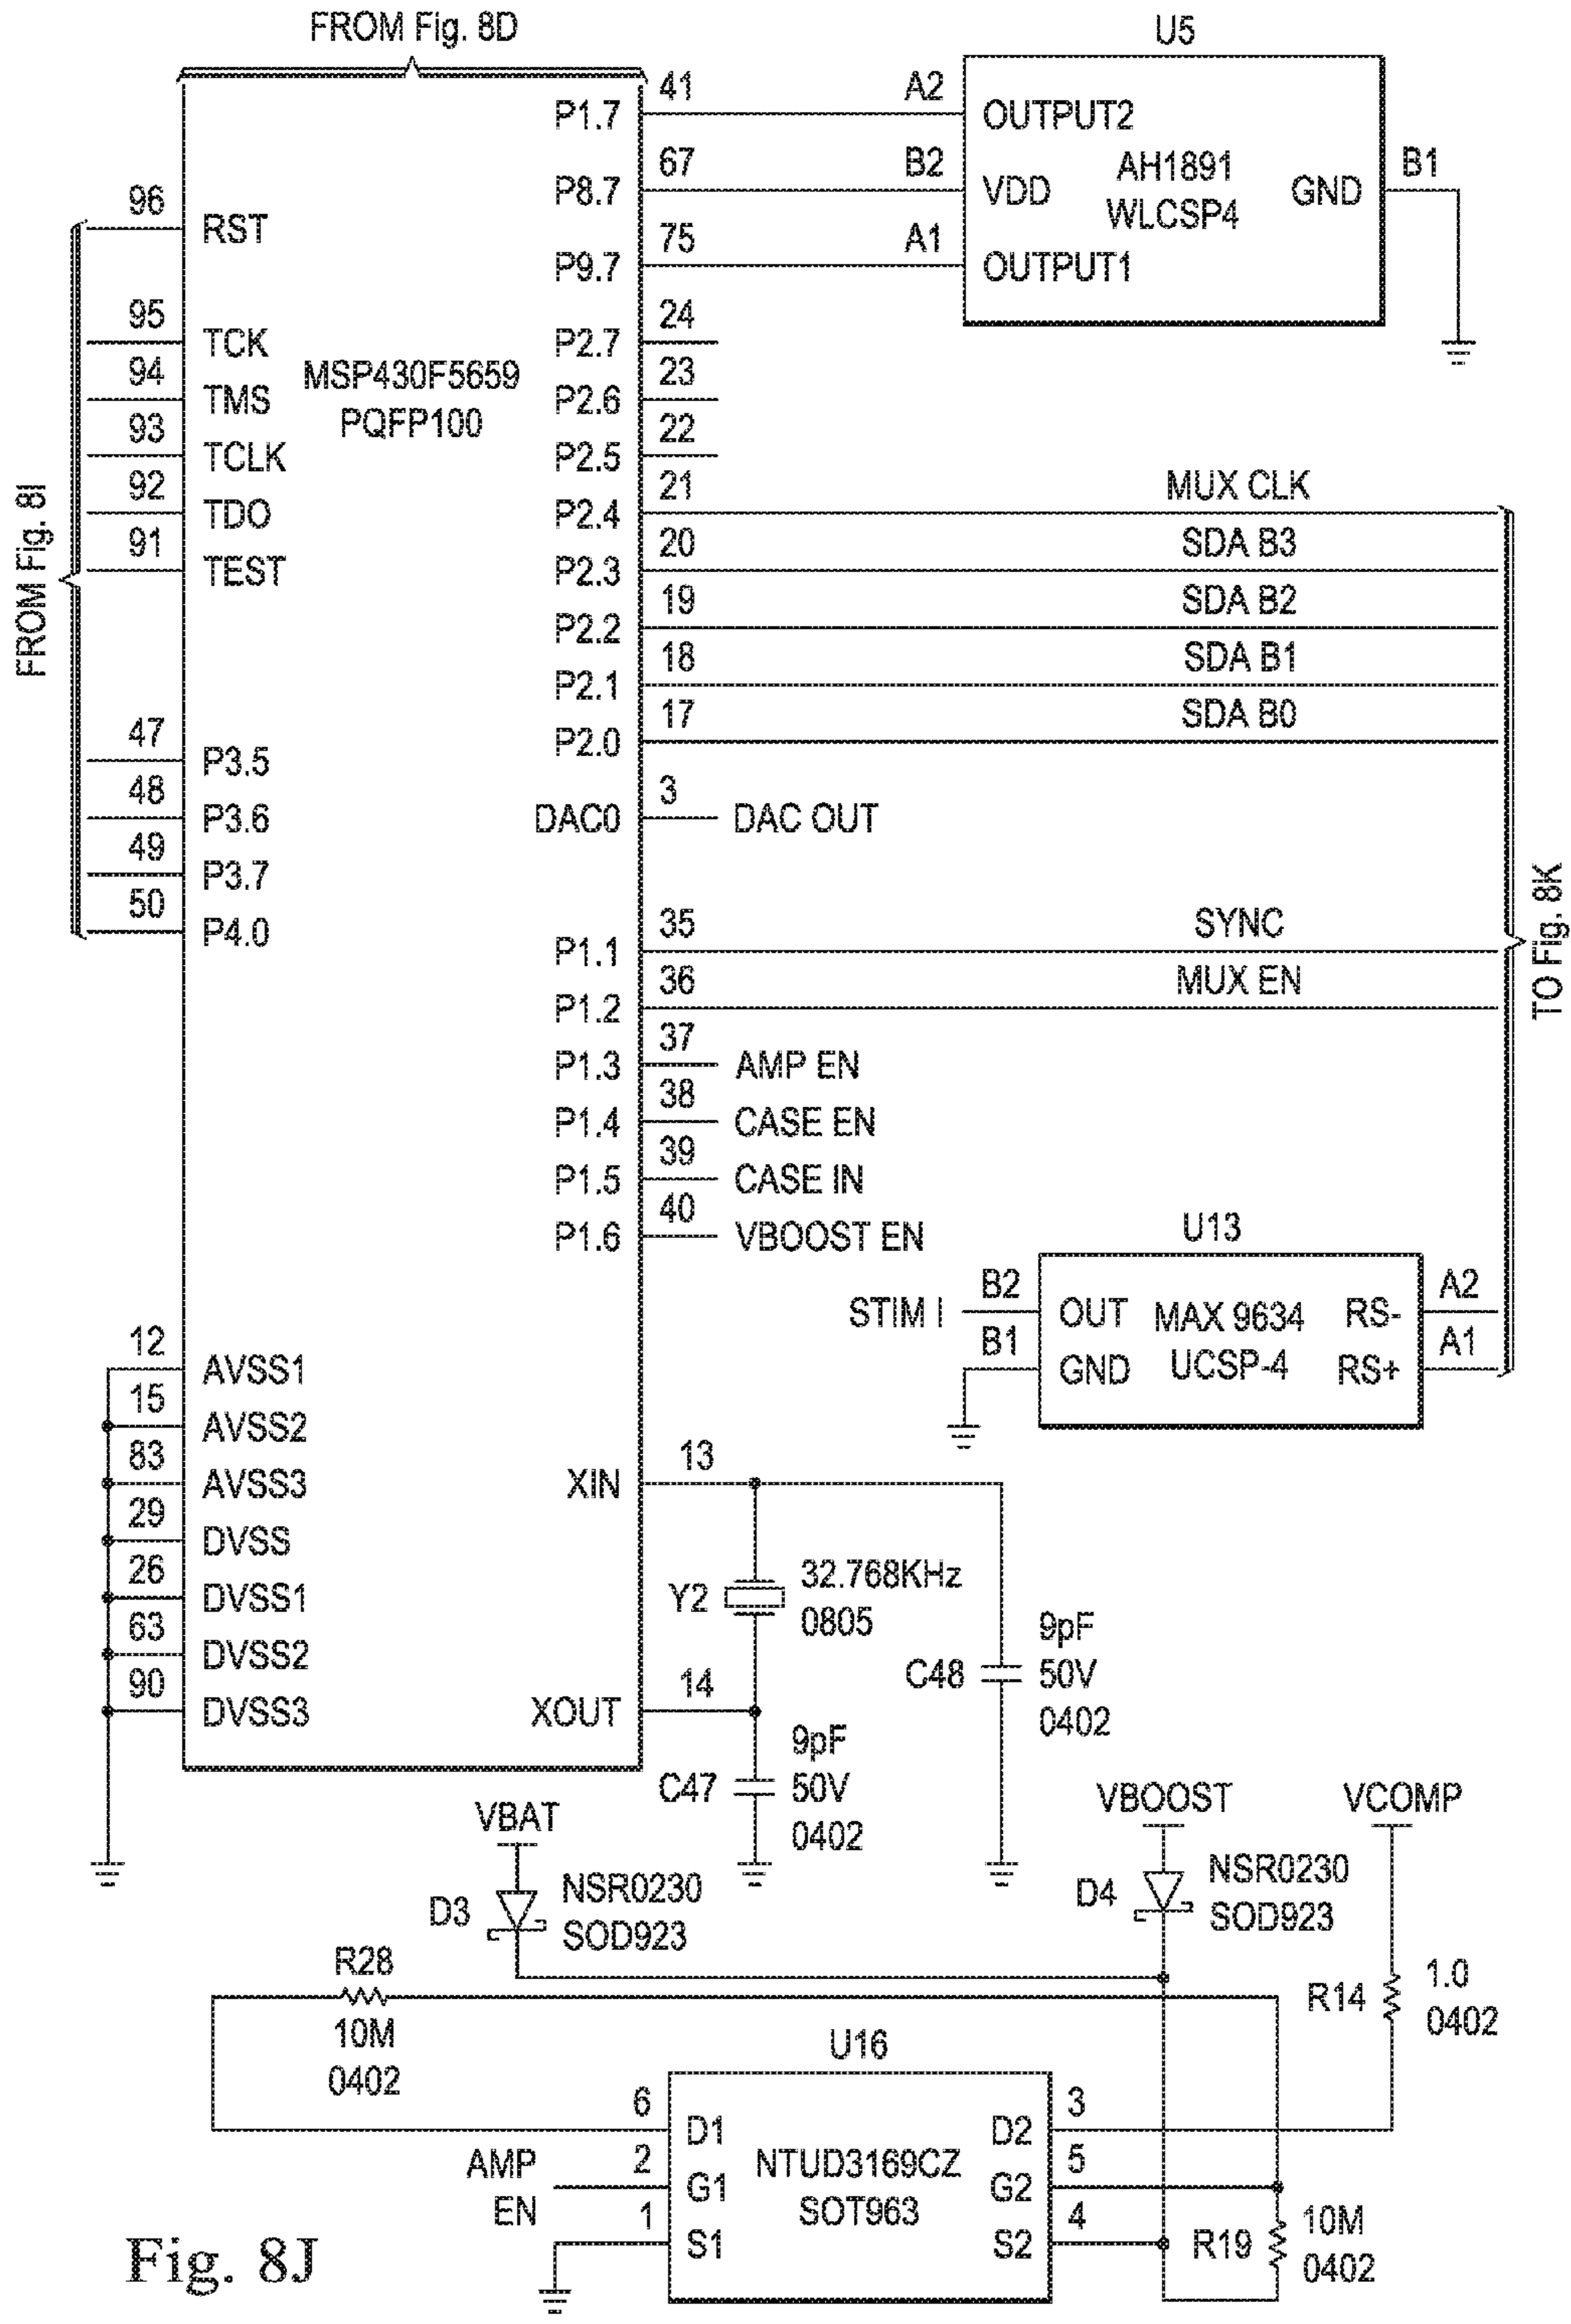 FROM Fig. 8D
U5
41
A2
P1.7
OUTPUT2
67
B2
AH1891
B1
P8.7
VDD
WLCSP4
GND
96
RST
75
A1
P9.7
OUTPUT1
95
TCK
24
P2.7
MSP430F5659
PQFP100
94
TMS
23
P2.6
93
TCLK
22
P2.5
92
TDO
21
P2.4
MUX CLK
91
TEST
20
P2.3
SDA B3
FROM Fig. 8I
19
P2.2
SDA B2
18
P2.1
SDA B1
17
P2.0
SDA B0
47
P3.5
48
P3.6
3
DAC0
DAC OUT
49
P3.7
50
P4.0
35
P1.1
SYNC
TO Fig. 8K
36
P1.2
MUX EN
37
P1.3
AMP EN
38
P1.4
CASE EN
39
P1.5
CASE IN
40
P1.6
VBOOST EN
U13
STIM I
B2
OUT
MAX 9634
RS-
A2
B1
GND
UCSP-4
RS+
A1
12
AVSS1
15
AVSS2
83
AVSS3
13
XIN
29
DVSS
26
DVSS1
Y2
32.768KHz
0805
63
DVSS2
C48
9pF
50V
0402
90
DVSS3
14
XOUT
C47
9pF
50V
0402
VBAT
D3
NSR0230
SOD923
VBOOST
D4
NSR0230
SOD923
VCOMP
R14
1.0
0402
R28
10M
0402
U16
6
D1
D2
3
AMP
EN
2
G1
NTUD3169CZ
SOT963
G2
5
1
S1
S2
4
R19
10M
0402
Fig. 8J